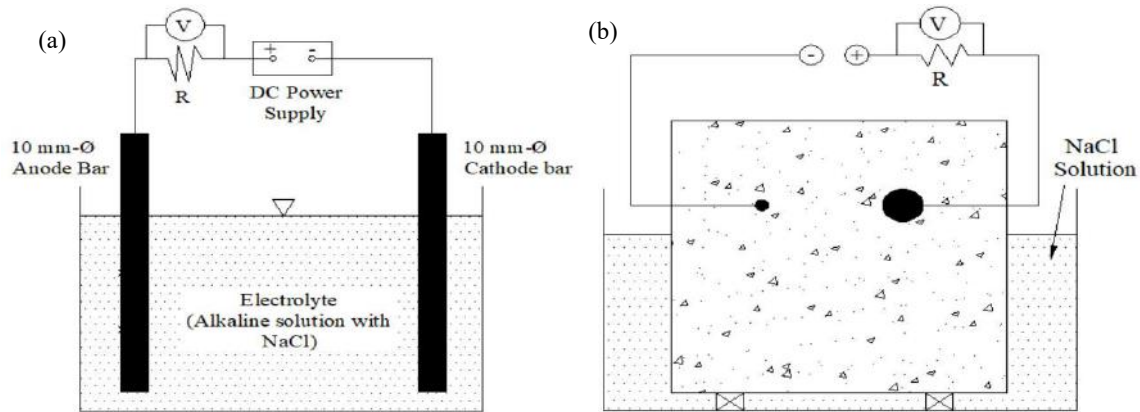 (a)
V
+ -
R
DC Power
Supply
10 mm-Ø
Anode Bar
10 mm-Ø
Cathode bar
Electrolyte
(Alkaline solution with
NaCl)
(b)
V
- +
R
NaCl
Solution